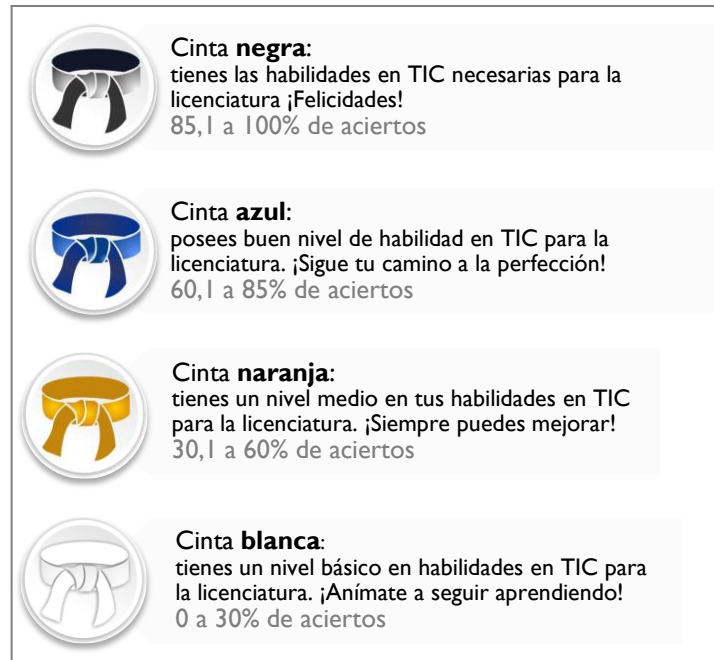 Cinta negra:
tienes las habilidades en TIC necesarias para la
licenciatura ¡Felicidades!
85,1 a 100% de aciertos
Cinta azul:
posees buen nivel de habilidad en TIC para la
licenciatura. ¡Sigue tu camino a la perfección!
60,1 a 85% de aciertos
Cinta naranja:
tienes un nivel medio en tus habilidades en TIC
para la licenciatura. ¡Siempre puedes mejorar!
30,1 a 60% de aciertos
Cinta blanca:
tienes un nivel básico en habilidades en TIC para
la licenciatura. ¡Anímate a seguir aprendiendo!
0 a 30% de aciertos